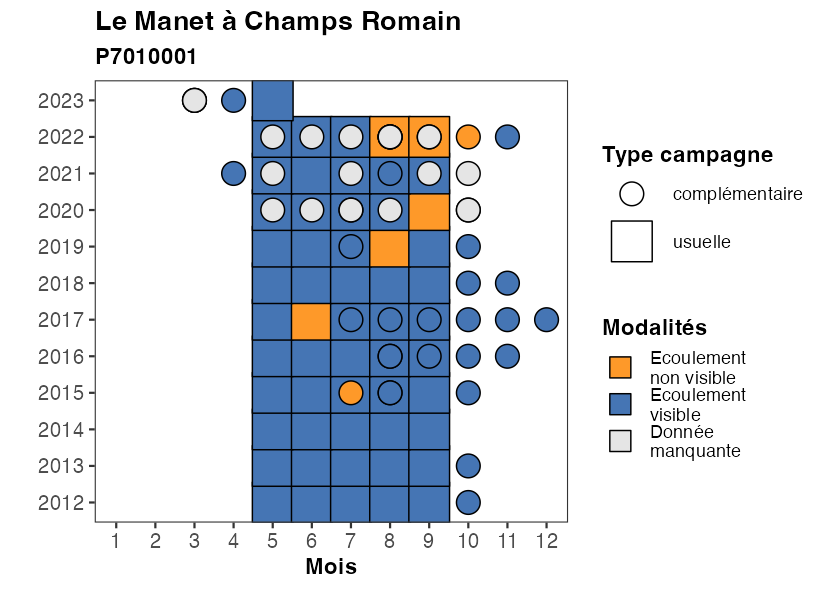 Le Manet à Champs Romain
P7010001
2023
2022
2021
2020
2019
2018
2017
2016
2015
2014
2013
2012
1 2 3 4 5 6 7 8 9 10 11 12
Mois
Type campagne
complémentaire
usuelle
Modalités
Ecoulement
non visible
Ecoulement
visible
Donnée
manquante